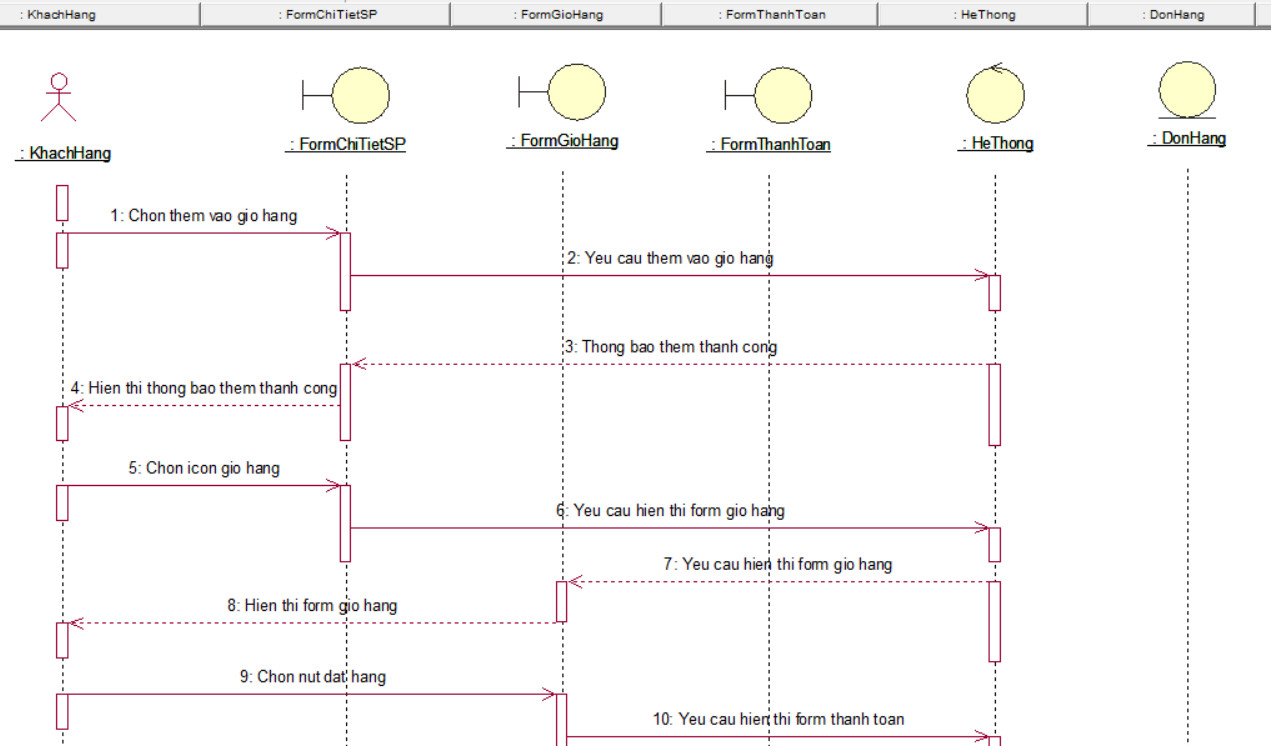 : KhachHang
: FormChiTietSP
: FormGioHang
: FormThanhToan
: HeThong
: DonHang
: KhachHang
: FormChiTietSP
: FormGioHang
: FormThanhToan
: HeThong
: DonHang
1: Chon them vao gio hang
2: Yeu cau them vao gio hang
3: Thong bao them thanh cong
4: Hien thi thong bao them thanh cong
5: Chon icon gio hang
6: Yeu cau hien thi form gio hang
7: Yeu cau hien thi form gio hang
8: Hien thi form gio hang
9: Chon nut dat hang
10: Yeu cau hien thi form thanh toan